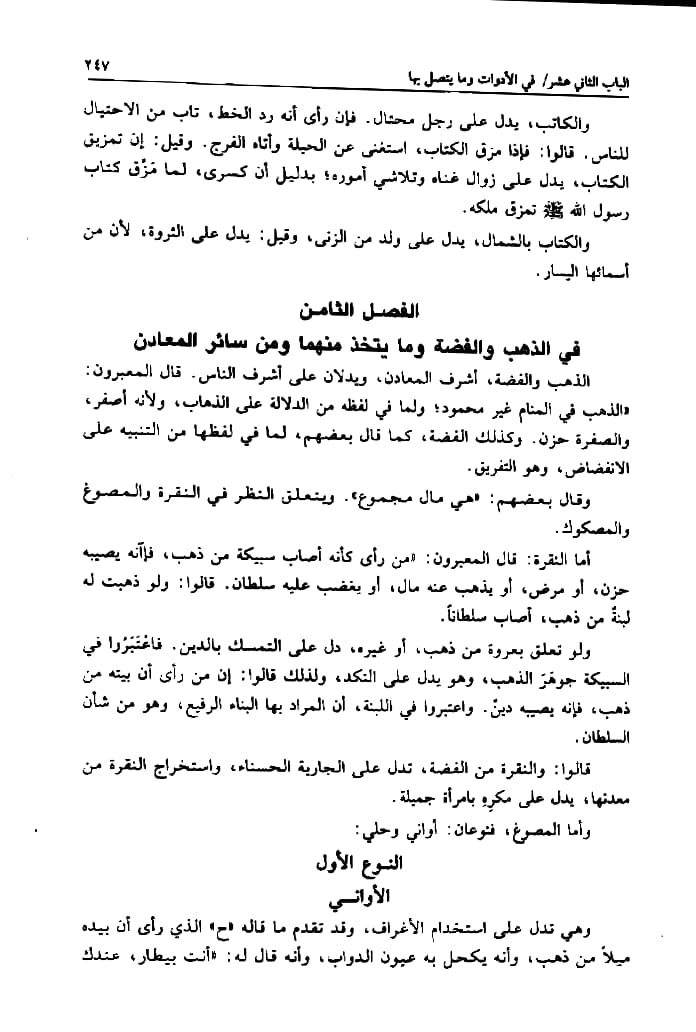 الباب الثاني عشر/ في الأدوات وما يتصل بها ٢٤٧
والكاتب، يدل على رجل محتال. فإن رأى أنه رد الخط، تاب من الاحتيال
للناس. قالوا: فإذا مزق الكتاب، استغنى عن الحيلة وأتاه الفرج. وقيل: إن تمزيق
الكتاب، يدل على زوال غناه وتلاشي أموره؛ بدليل أن كسرى، لما مَزَّق كتاب
رسول الله ﷺ تمزق ملكه.
والكتاب بالشمال، يدل على ولد من الزنى، وقيل: يدل على الثروة، لأن من
أسمائها اليسار.
الفصل الثامن
في الذهب والفضة وما يتخذ منهما ومن سائر المعادن
الذهب والفضة، أشرف المعادن، ويدلان على أشرف الناس. قال المعبرون:
«الذهب في المنام غير محمود؛ ولما في لفظه من الدلالة على الذهاب، ولأنه أصفر،
والصفرة حزن. وكذلك الفضة، كما قال بعضهم، لما في لفظها من التنبيه على
الانفضاض، وهو التفريق.
وقال بعضهم: «هي مال مجموع». ويتعلق النظر في النقرة والمصوغ
والمصكوك.
أما النقرة: قال المعبرون: «من رأى كأنه أصاب سبيكة من ذهب، فإآنه يصيبه
حزن، أو مرض، أو يذهب عنه مال، أو يغضب عليه سلطان. قالوا: ولو ذهبت له
لبنةٌ من ذهب، أصاب سلطاناً.
ولو تعلق بعروة من ذهب، أو غيره، دل على التمسك بالدين. فاعْتَبَرُوا في
السبيكة جوهَرَ الذهب، وهو يدل على النكد، ولذلك قالوا: إن من رأى أن بيته من
ذهب، فإنه يصيبه دينٌ. واعتبروا في اللبنة، أن المراد بها البناء الرفيع، وهو من شأن
السلطان.
قالوا: والنقرة من الفضة، تدل على الجارية الحسناء، واستخراج النقرة من
معدنها، يدل على مكرِهِ بامرأة جميلة.
وأما المصوغ، فنوعان: أواني وحلي:
النوع الأول
الأواني
وهي تدل على استخدام الأغراف، وقد تقدم ما قاله «ح» الذي رأى أن بيده
ميلاً من ذهب، وأنه يكحل به عيون الدواب، وأنه قال له: «أنت بيطار، عندك